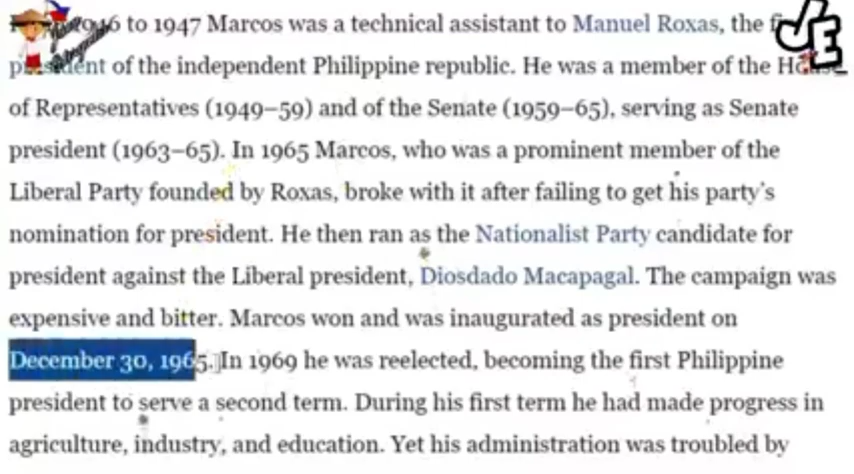 to 1947 Marcos was a technical assistant to Manuel Roxas, the
president of the independent Philippine republic. He was a member of the House
of Representatives (1949–59) and of the Senate (1959–65), serving as Senate
president (1963–65). In 1965 Marcos, who was a prominent member of the
Liberal Party founded by Roxas, broke with it after failing to get his party's
nomination for president. He then ran as the Nationalist Party candidate for
president against the Liberal president, Diosdado Macapagal. The campaign was
expensive and bitter. Marcos won and was inaugurated as president on
December 30, 1965. In 1969 he was reelected, becoming the first Philippine
president to serve a second term. During his first term he had made progress in
agriculture, industry, and education. Yet his administration was troubled by